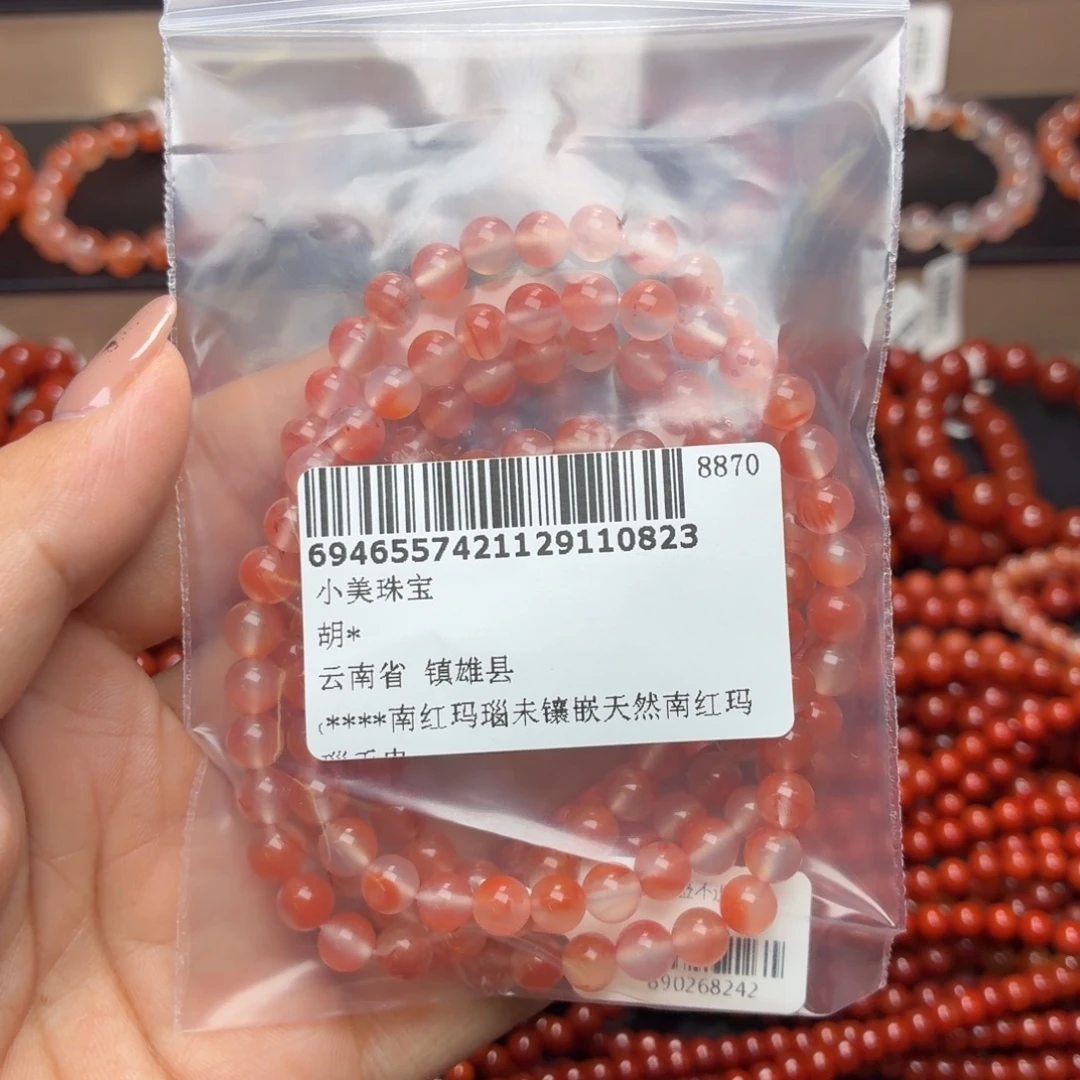 8870
6946557421129110823
小美珠宝
胡*
云南省 镇雄县
(****南红玛瑙未镶嵌天然南红玛
690268242